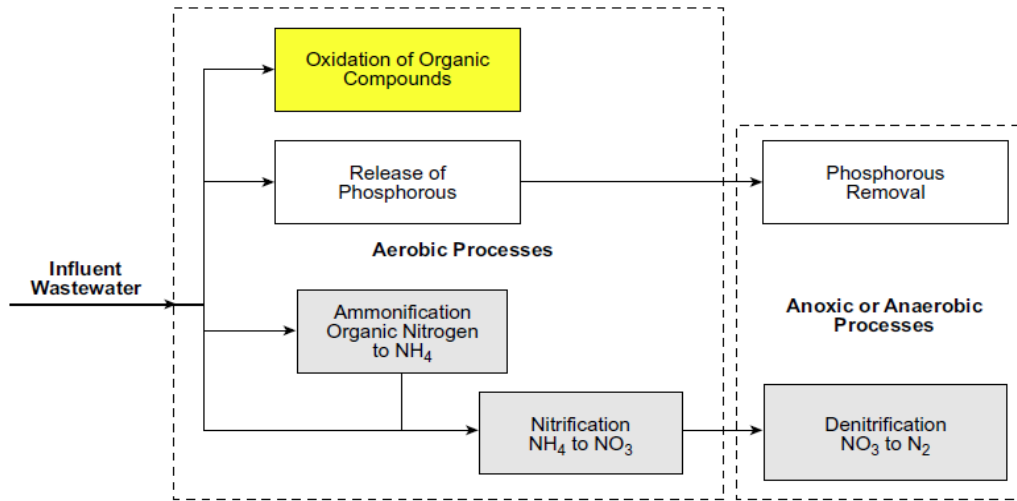 Oxidation of Organic
Compounds
Release of
Phosphorous
Phosphorous
Removal
Aerobic Processes
Influent
Wastewater
Ammonification
Organic Nitrogen
to NH₄
Anoxic or Anaerobic
Processes
Nitrification
NH₄ to NO₃
Denitrification
NO₃ to N₂